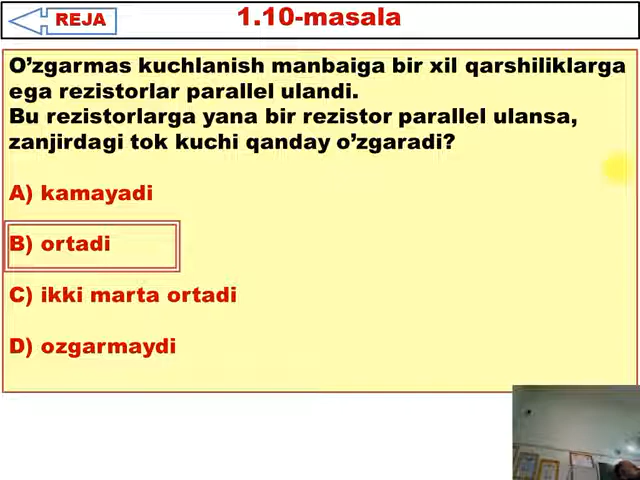 REJA
1.10-masala
O’zgarmas kuchlanish manbaiga bir xil qarshiliklarga
ega rezistorlar parallel ulandi.
Bu rezistorlarga yana bir rezistor parallel ulansa,
zanjirdagi tok kuchi qanday o’zgaradi?
A) kamayadi
B) ortadi
C) ikki marta ortadi
D) ozgarmaydi